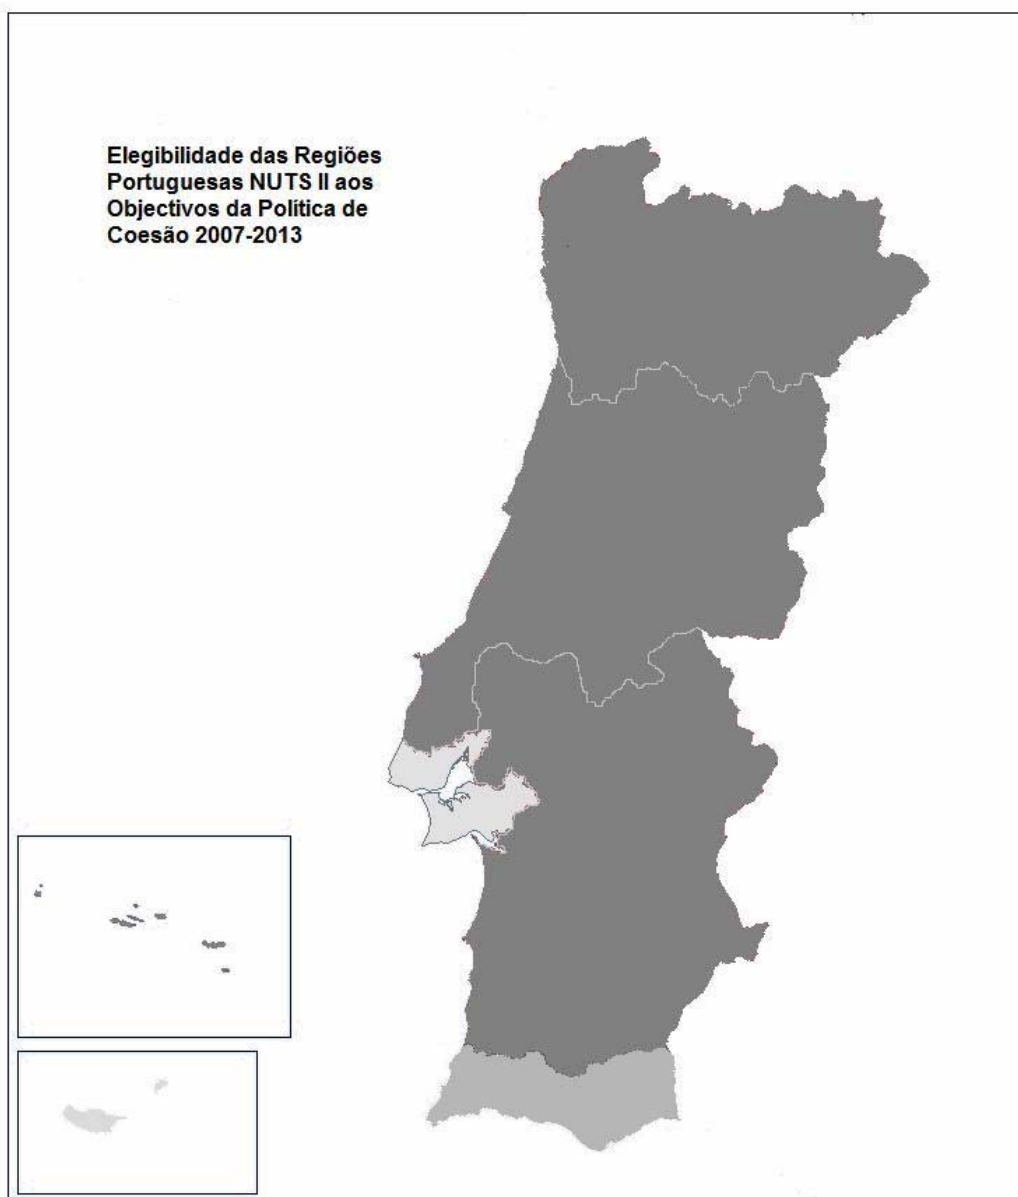 Elegibilidade das Regiões
Portuguesas NUTS II aos
Objectivos da Política de
Coesão 2007-2013